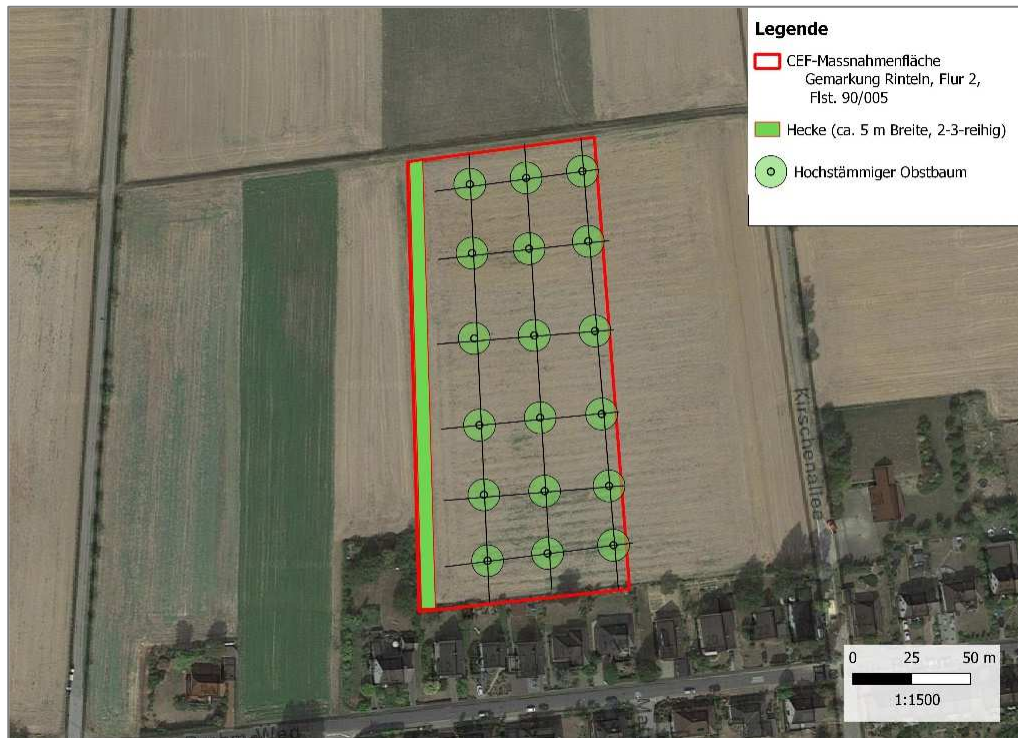 Legende
CEF-Massnahmenfläche
Gemarkung Rinteln, Flur 2,
Flst. 90/005
Hecke (ca. 5 m Breite, 2-3-reihig)
Hochstämmiger Obstbaum
Kirschenallee
0 25 50 m
1:1500